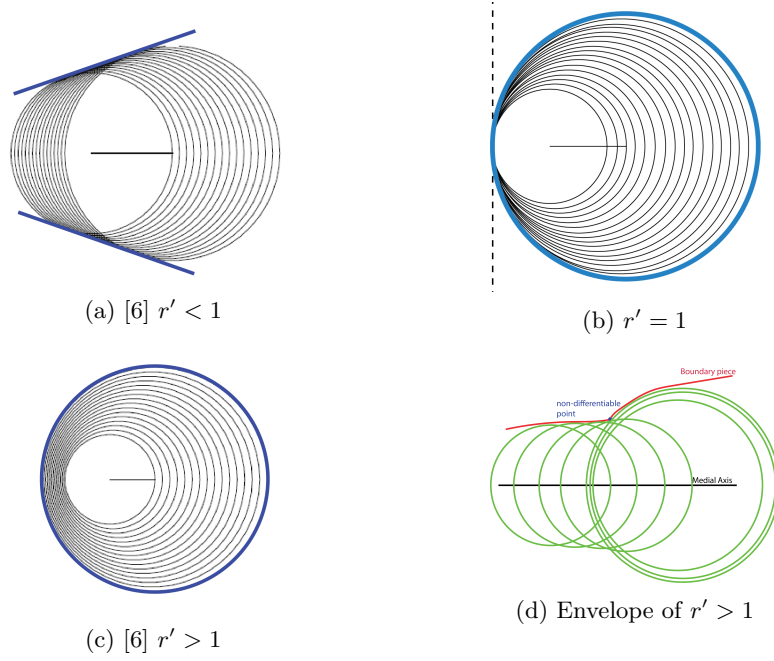 (a) [6] r′ < 1
(b) r′ = 1
Boundary piece
non-differentiable
point
Medial Axis
(c) [6] r′ > 1
(d) Envelope of r′ > 1